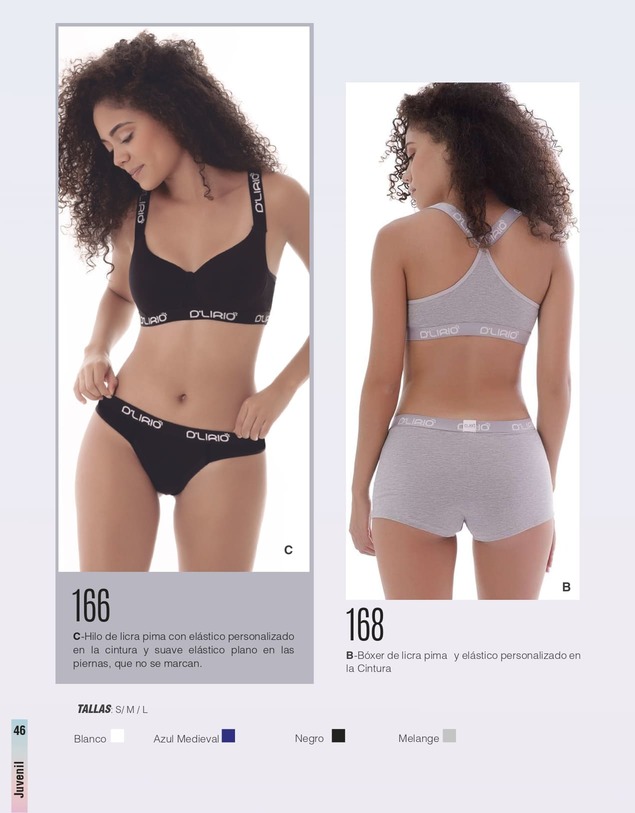 D'LIRIO
D'LIRIO
D'LIRIO
D'LIRIO
D'LIRIO
D'LIRIO
D'LIRIO
D'LIRIO
D'LIRIO
C
B
166
C-Hilo de licra pima con elástico personalizado
en la cintura y suave elástico plano en las
piernas, que no se marcan.
168
B-Bóxer de licra pima y elástico personalizado en
la Cintura
TALLAS: S/ M / L
46
Blanco Azul Medieval Negro Melange
Juvenil